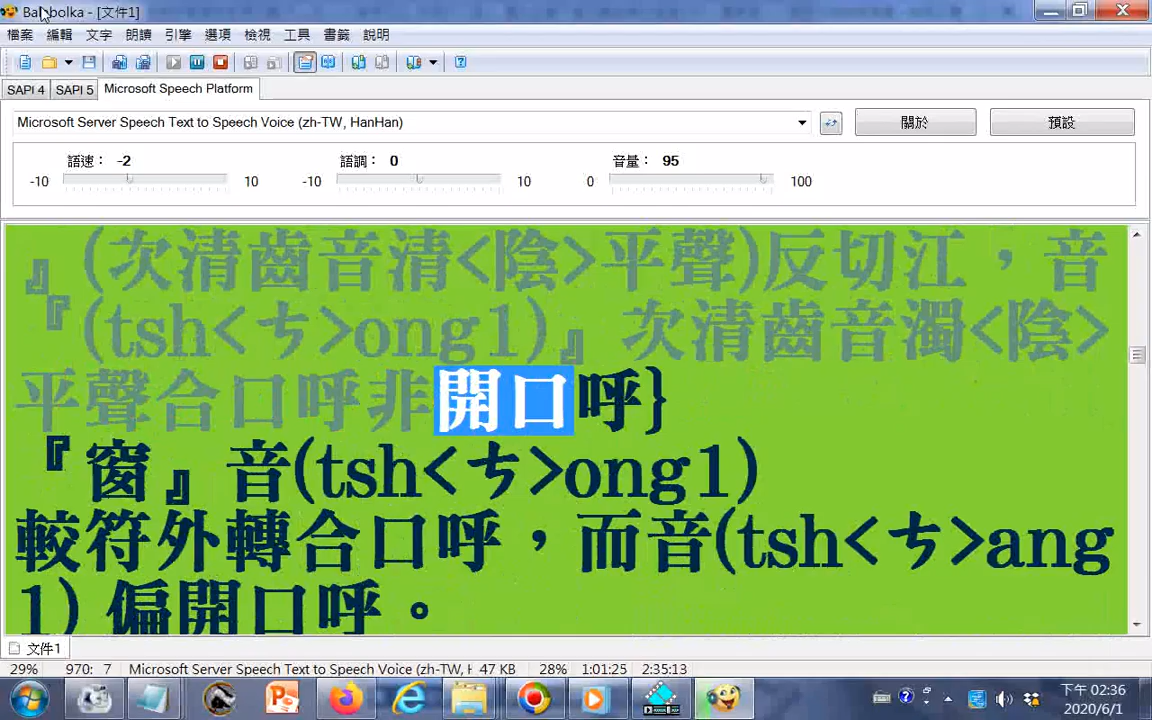 Balabolka - [文件1]
檔案 編輯 文字 朗讀 引擎 選項 檢視 工具 書籤 說明
SAPI 4 SAPI 5 Microsoft Speech Platform
Microsoft Server Speech Text to Speech Voice (zh-TW, HanHan) 關於 預設
語速： -2 語調： 0 音量： 95
-10 10 -10 10 0 100
』(次清齒音清<陰>平聲)反切江，音
『(tsh<ㄘ>ong1)』次清齒音濁<陰>
平聲合口呼非開口呼}
『窗』音(tsh<ㄘ>ong1)
較符外轉合口呼，而音(tsh<ㄘ>ang
1) 偏開口呼。
文件1
29% 970: 7 Microsoft Server Speech Text to Speech Voice (zh-TW, H 47 KB 28% 1:01:25 2:35:13
下午 02:36
2020/6/1